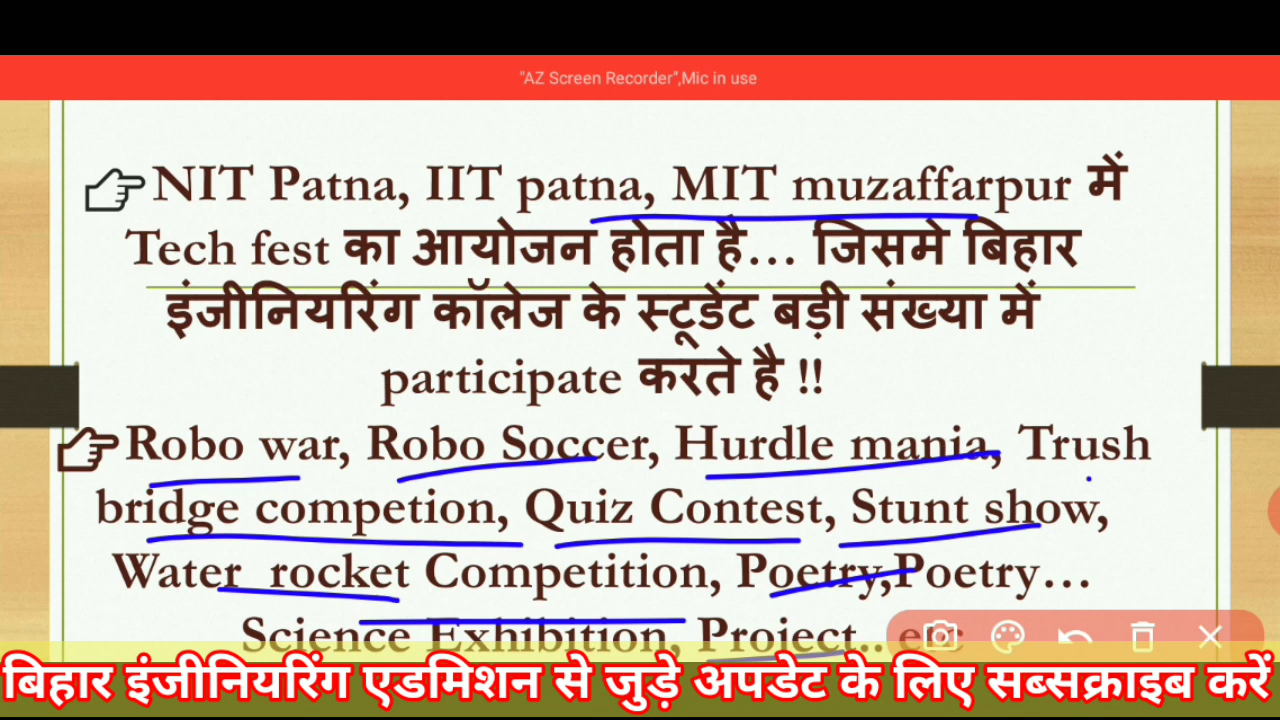 "AZ Screen Recorder",Mic in use
NIT Patna, IIT patna, MIT muzaffarpur में
Tech fest का आयोजन होता है... जिसमे बिहार
इंजीनियरिंग कॉलेज के स्टूडेंट बड़ी संख्या में
participate करते है !!
Robo war, Robo Soccer, Hurdle mania, Trush
bridge competion, Quiz Contest, Stunt show,
Water rocket Competition, Poetry,Poetry...
Science Exhibition, Project.. etc
बिहार इंजीनियरिंग एडमिशन से जुड़े अपडेट के लिए सब्सक्राइब करें